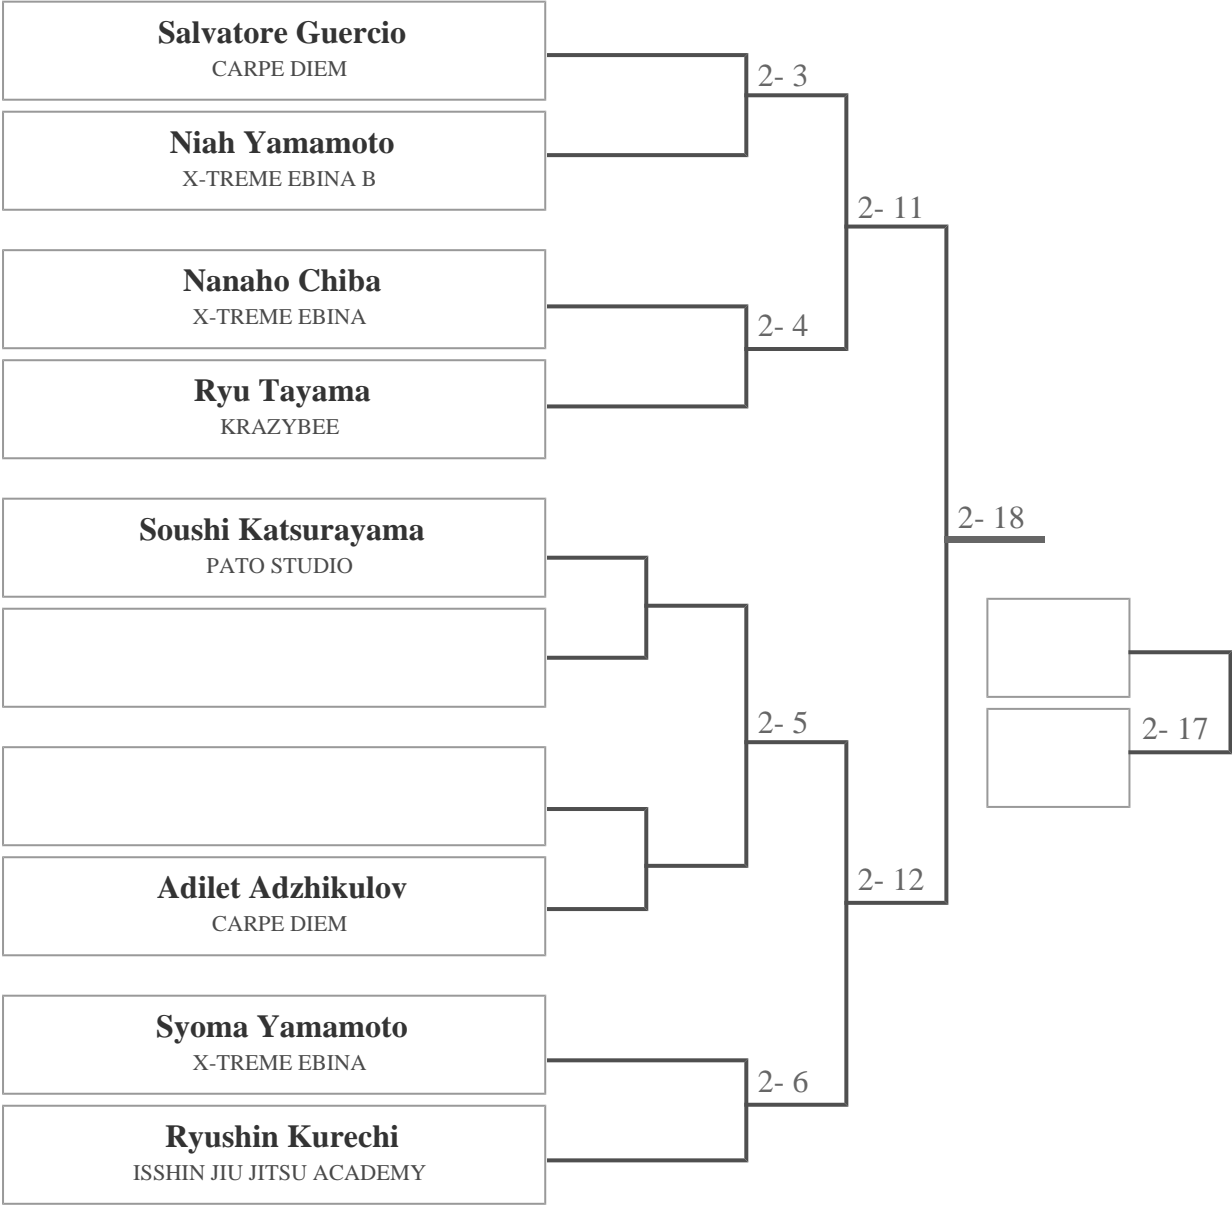 Salvatore Guercio
CARPE DIEM
2- 3
Niah Yamamoto
X-TREME EBINA B
2- 11
Nanaho Chiba
X-TREME EBINA
2- 4
Ryu Tayama
KRAZYBEE
Soushi Katsurayama
PATO STUDIO
2- 18
2- 5
2- 17
Adilet Adzhikulov
CARPE DIEM
2- 12
Syoma Yamamoto
X-TREME EBINA
2- 6
Ryushin Kurechi
ISSHIN JIU JITSU ACADEMY